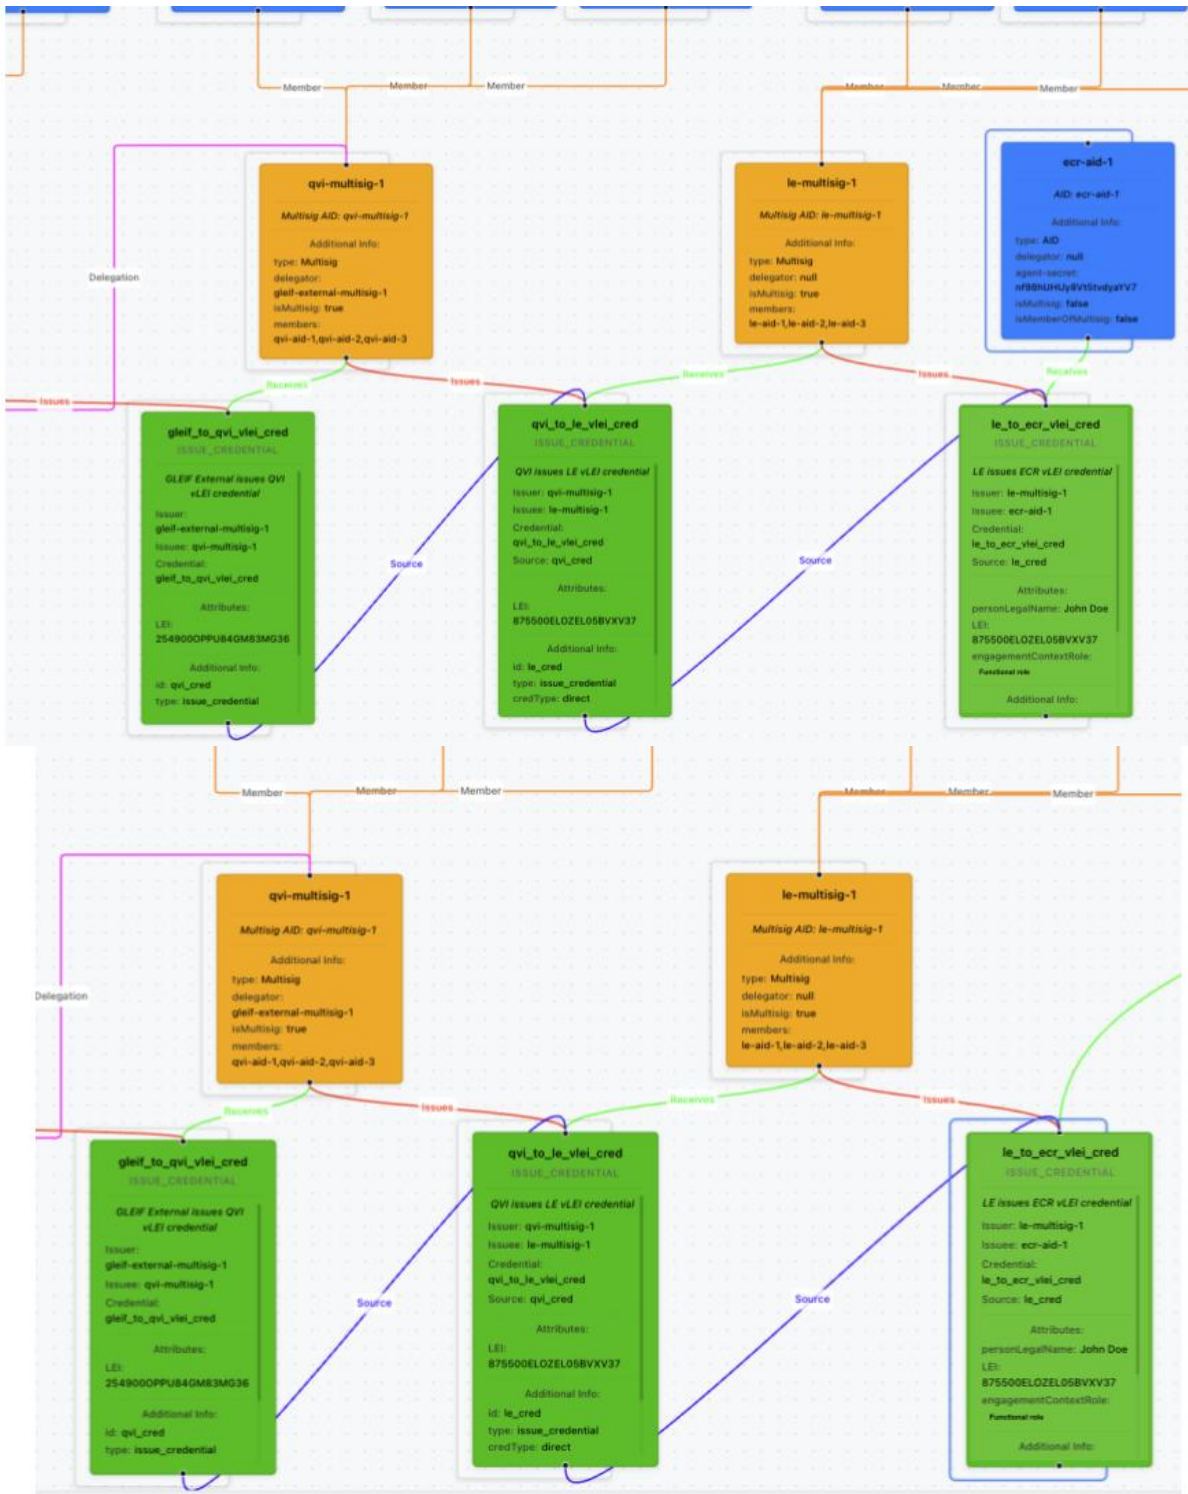 Member
Member
Member
Member
Member
Member
qvi-multisig-1
Multisig AID: qvi-multisig-1
Additional Info:
type: Multisig
delegator:
gleif-external-multisig-1
isMultisig: true
members:
qvi-aid-1,qvi-aid-2,qvi-aid-3
le-multisig-1
Multisig AID: le-multisig-1
Additional Info:
type: Multisig
delegator: null
isMultisig: true
members:
le-aid-1,le-aid-2,le-aid-3
ecr-aid-1
AID: ecr-aid-1
Additional Info:
type: AID
delegator: null
agent-secret:
isMultisig: false
isMemberOfMultisig: false
Delegation
Receives
Issues
Receives
Issues
Receives
Issues
gleif_to_qvi_vlei_cred
ISSUE_CREDENTIAL
GLEIF External issues QVI
vLEI credential
Issuer:
gleif-external-multisig-1
Issuee: qvi-multisig-1
Credential:
gleif_to_qvi_vlei_cred
Attributes:
LEI:
254900OPPU84GM83MG36
Additional Info:
id: qvi_cred
type: issue_credential
Source
qvi_to_le_vlei_cred
ISSUE_CREDENTIAL
QVI issues LE vLEI credential
Issuer: qvi-multisig-1
Issuee: le-multisig-1
Credential:
qvi_to_le_vlei_cred
Source: qvi_cred
Attributes:
LEI:
875500ELOZEL05BVXV37
Additional Info:
id: le_cred
type: issue_credential
credType: direct
Source
le_to_ecr_vlei_cred
ISSUE_CREDENTIAL
LE issues ECR vLEI credential
Issuer: le-multisig-1
Issuee: ecr-aid-1
Credential:
le_to_ecr_vlei_cred
Source: le_cred
Attributes:
personLegalName: John Doe
LEI:
875500ELOZEL05BVXV37
engagementContextRole:
Functional role
Additional Info:
Member
Member
Member
Member
Member
Member
qvi-multisig-1
Multisig AID: qvi-multisig-1
Additional Info:
type: Multisig
delegator:
gleif-external-multisig-1
isMultisig: true
members:
qvi-aid-1,qvi-aid-2,qvi-aid-3
le-multisig-1
Multisig AID: le-multisig-1
Additional Info:
type: Multisig
delegator: null
isMultisig: true
members:
le-aid-1,le-aid-2,le-aid-3
Delegation
Receives
Issues
Receives
Issues
gleif_to_qvi_vlei_cred
ISSUE_CREDENTIAL
GLEIF External issues QVI
vLEI credential
Issuer:
gleif-external-multisig-1
Issuee: qvi-multisig-1
Credential:
gleif_to_qvi_vlei_cred
Attributes:
LEI:
254900OPPU84GM83MG36
Additional Info:
id: qvi_cred
type: issue_credential
Source
qvi_to_le_vlei_cred
ISSUE_CREDENTIAL
QVI issues LE vLEI credential
Issuer: qvi-multisig-1
Issuee: le-multisig-1
Credential:
qvi_to_le_vlei_cred
Source: qvi_cred
Attributes:
LEI:
875500ELOZEL05BVXV37
Additional Info:
id: le_cred
type: issue_credential
credType: direct
Source
le_to_ecr_vlei_cred
ISSUE_CREDENTIAL
LE issues ECR vLEI credential
Issuer: le-multisig-1
Issuee: ecr-aid-1
Credential:
le_to_ecr_vlei_cred
Source: le_cred
Attributes:
personLegalName: John Doe
LEI:
875500ELOZEL05BVXV37
engagementContextRole:
Functional role
Additional Info: